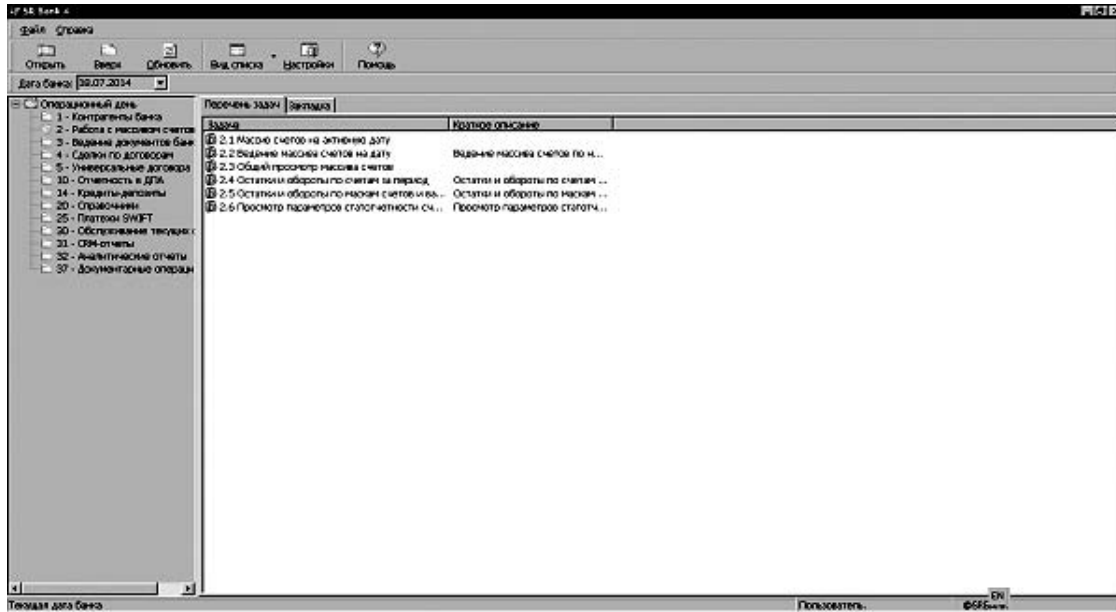 SR Bank
Файл Справка
Открыть Вверх Обновить Вид списка Настройки Помощь
Дата банка: 28.07.2014
Операционный день
1 - Контрагенты банка
2 - Работа с массивом счетов
3 - Ведение документов банк
4 - Сделки по договорам
5 - Универсальные договора
10 - Отчетность в ДПА
14 - Кредиты-депозиты
20 - Справочники
25 - Платежи SWIFT
30 - Обслуживание текущих с
31 - CRM-отчеты
32 - Аналитические отчеты
37 - Документарные операци
Перечень задач Закладка
Задача Краткое описание
2.1 Массив счетов на активную дату
2.2 Ведение массива счетов на дату Ведение массива счетов по н...
2.3 Общий просмотр массива счетов
2.4 Остатки и обороты по счетам за период Остатки и обороты по счетам ...
2.5 Остатки и обороты по маскам счетов и ва... Остатки и обороты по маскам ...
2.6 Просмотр параметров статотчетности сч... Просмотр параметров статотч...
EN
Текущая дата банка Пользователь.